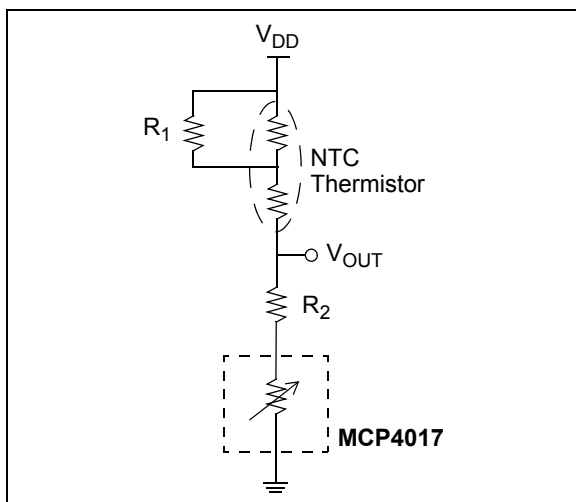 V_DD
R_1
NTC
Thermistor
V_OUT
R_2
MCP4017